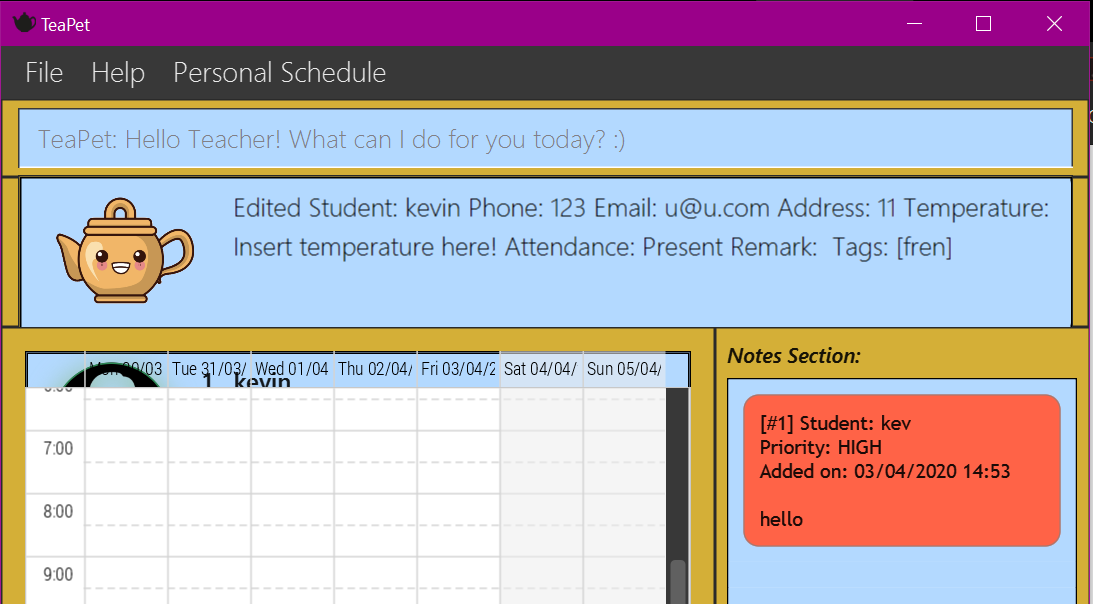 TeaPet
File Help Personal Schedule
TeaPet: Hello Teacher! What can I do for you today? :)
Edited Student: kevin Phone: 123 Email: u@u.com Address: 11 Temperature:
Insert temperature here! Attendance: Present Remark: Tags: [fren]
Mon 30/03 Tue 31/03/ Wed 01/04 Thu 02/04/ Fri 03/04/2 Sat 04/04/ Sun 05/04/
1. kevin
7:00
8:00
9:00
Notes Section:
[#1] Student: kev
Priority: HIGH
Added on: 03/04/2020 14:53
hello